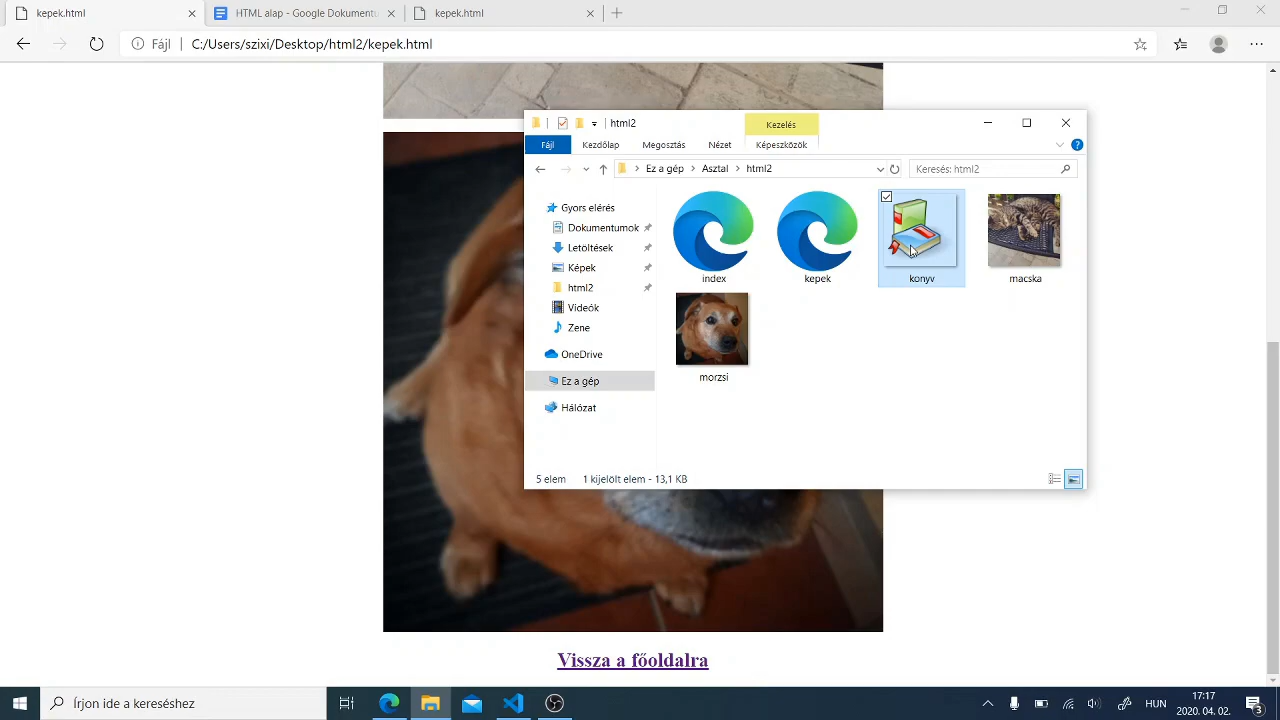 kepek.html
HTML alap - Google Dokumentu
kepek.html
Fájl
C:/Users/szixi/Desktop/html2/kepek.html
html2
Kezelés
Fájl
Kezdőlap
Megosztás
Nézet
Képeszközök
Ez a gép
Asztal
html2
Keresés: html2
Gyors elérés
Dokumentumok
Letöltések
Képek
html2
Videók
Zene
OneDrive
Ez a gép
Hálózat
index
kepek
konyv
macska
morzsi
5 elem
1 kijelölt elem - 13,1 KB
Vissza a főoldalra
Írjon ide a kereséshez
HUN
17:17
2020. 04. 02.
3